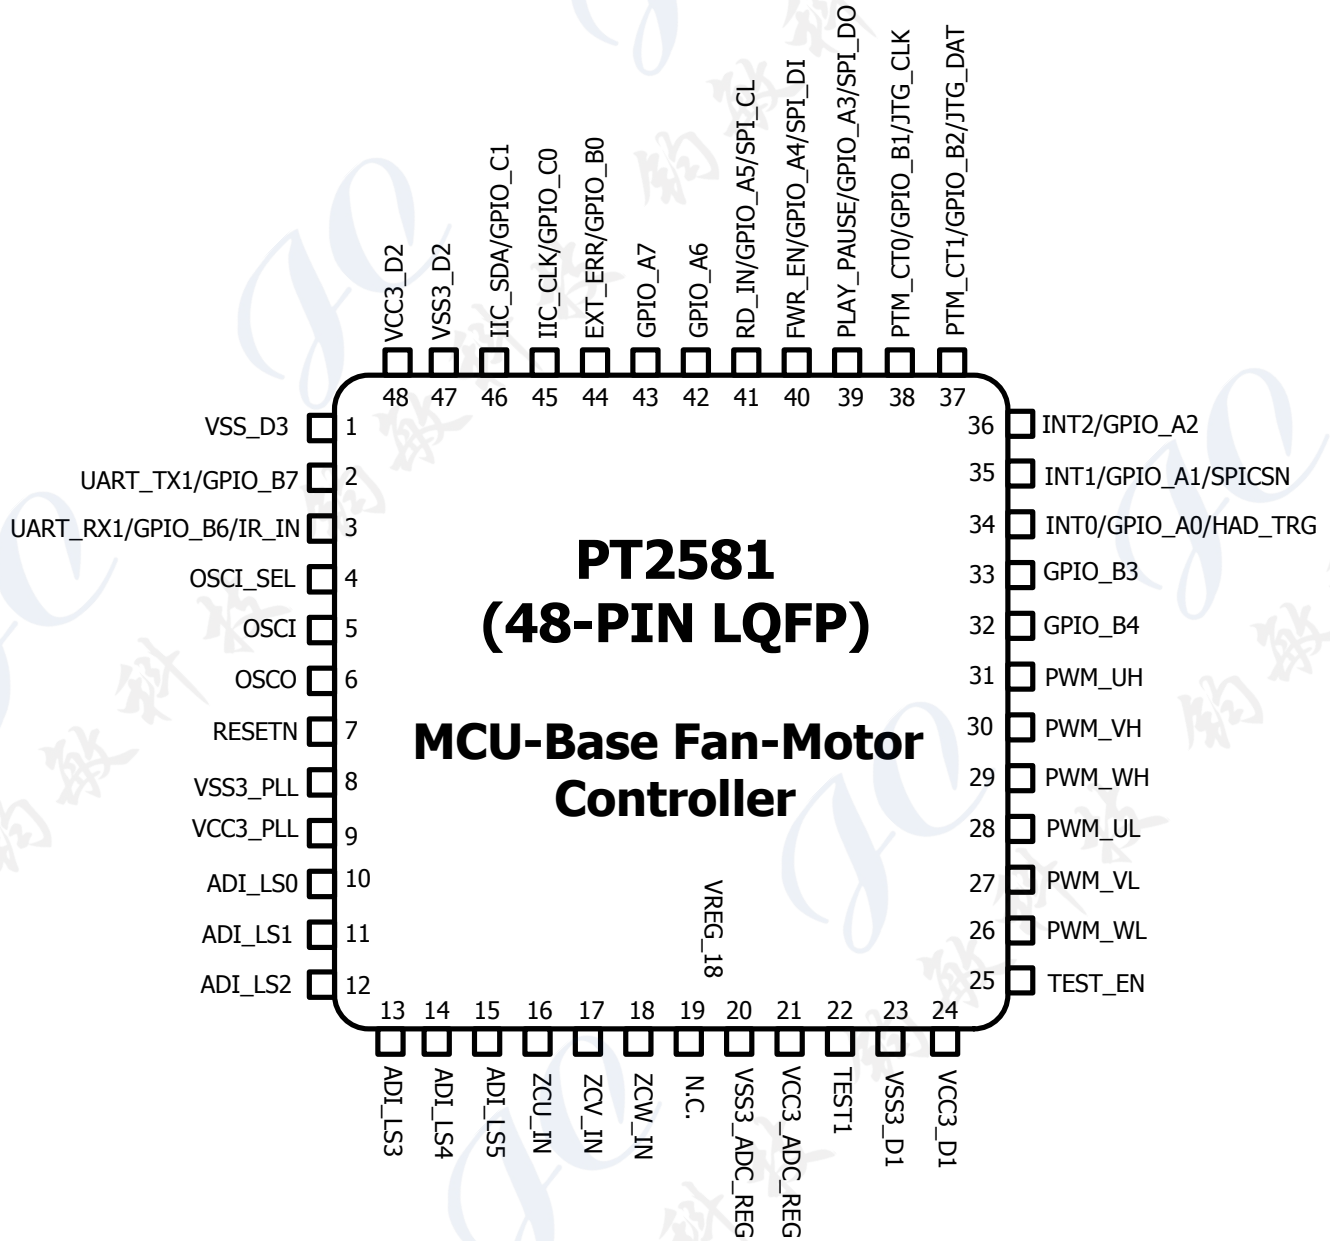 VCC3_D2
VSS3_D2
IIC_SDA/GPIO_C1
IIC_CLK/GPIO_C0
EXT_ERR/GPIO_B0
GPIO_A7
GPIO_A6
RD_IN/GPIO_A5/SPI_CL
FWR_EN/GPIO_A4/SPI_DI
PLAY_PAUSE/GPIO_A3/SPI_DO
PTM_CT0/GPIO_B1/JTG_CLK
PTM_CT1/GPIO_B2/JTG_DAT
48 47 46 45 44 43 42 41 40 39 38 37
VSS_D3 1
UART_TX1/GPIO_B7 2
UART_RX1/GPIO_B6/IR_IN 3
OSCI_SEL 4
OSCI 5
OSCO 6
RESETN 7
VSS3_PLL 8
VCC3_PLL 9
ADI_LS0 10
ADI_LS1 11
ADI_LS2 12
PT2581
(48-PIN LQFP)
MCU-Base Fan-Motor
Controller
VREG_18
36 INT2/GPIO_A2
35 INT1/GPIO_A1/SPICSN
34 INT0/GPIO_A0/HAD_TRG
33 GPIO_B3
32 GPIO_B4
31 PWM_UH
30 PWM_VH
29 PWM_WH
28 PWM_UL
27 PWM_VL
26 PWM_WL
25 TEST_EN
13 14 15 16 17 18 19 20 21 22 23 24
ADI_LS3
ADI_LS4
ADI_LS5
ZCU_IN
ZCV_IN
ZCW_IN
N.C.
VSS3_ADC_REG
VCC3_ADC_REG
TEST1
VSS3_D1
VCC3_D1